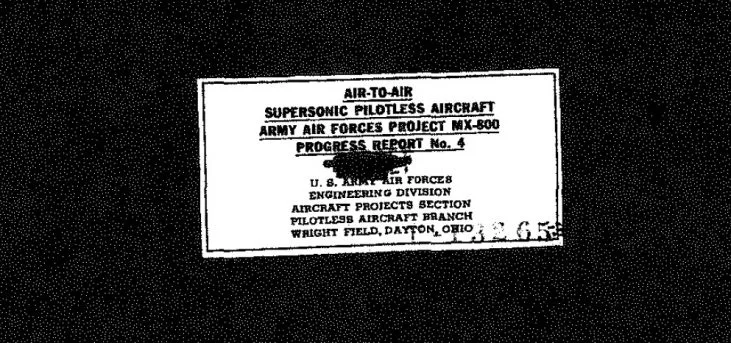 AIR-TO-AIR
SUPERSONIC PILOTLESS AIRCRAFT
ARMY AIR FORCES PROJECT MX-800
PROGRESS REPORT No. 4
U. S. ARMY AIR FORCES
ENGINEERING DIVISION
AIRCRAFT PROJECTS SECTION
PILOTLESS AIRCRAFT BRANCH
WRIGHT FIELD, DAYTON, OHIO